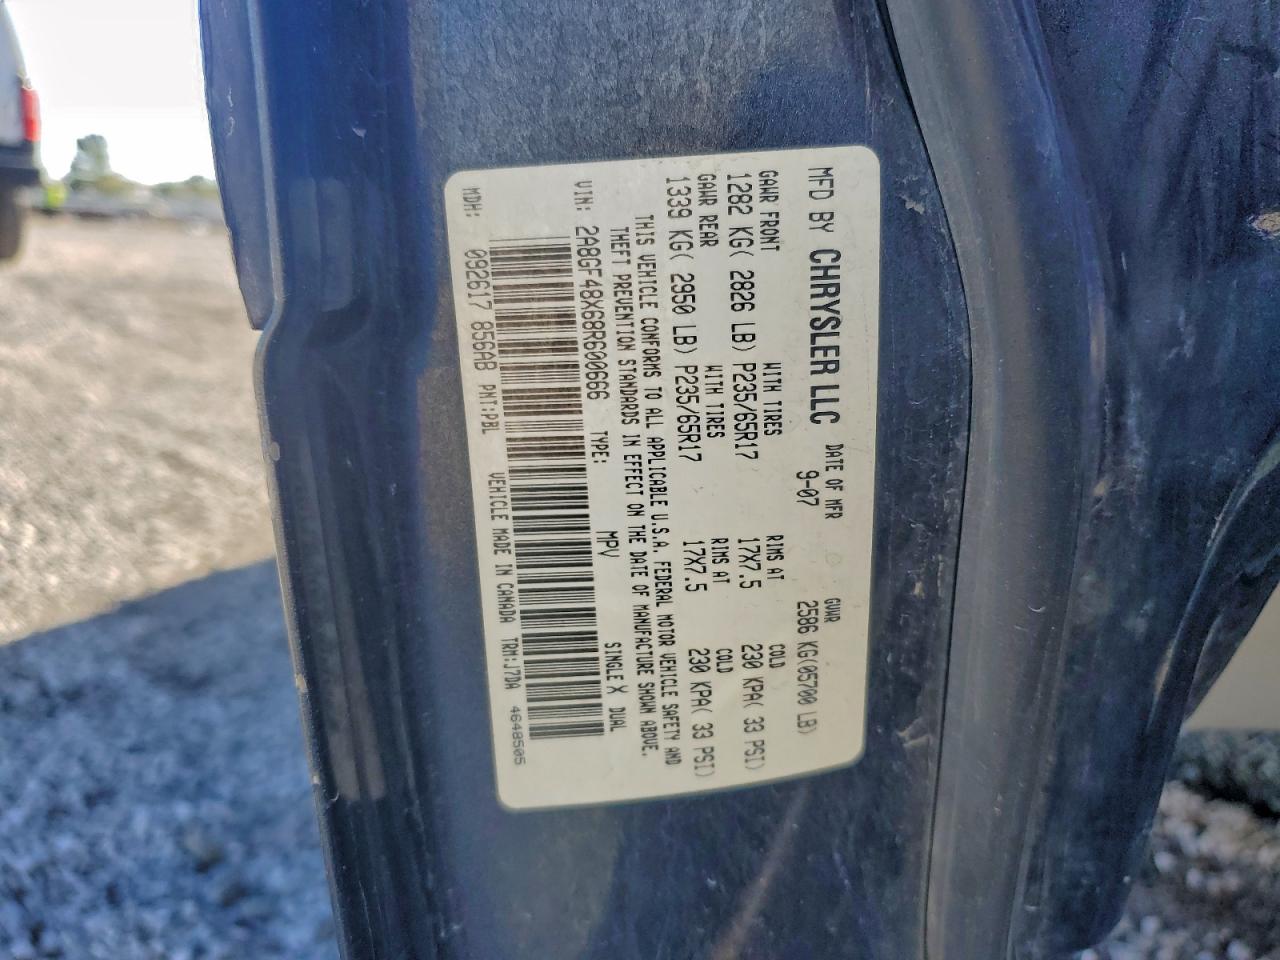 MFD BY CHRYSLER LLC DATE OF MFR 9-07 GVWR 2586 KG(05700 LB)
GAWR FRONT WITH TIRES RIMS AT COLD
1282 KG( 2826 LB) P235/65R17 17X7.5 230 KPA( 33 PSI)
GAWR REAR WITH TIRES RIMS AT COLD
1339 KG( 2950 LB) P235/65R17 17X7.5 230 KPA( 33 PSI)
THIS VEHICLE CONFORMS TO ALL APPLICABLE U.S.A. FEDERAL MOTOR VEHICLE SAFETY AND
THEFT PREVENTION STANDARDS IN EFFECT ON THE DATE OF MANUFACTURE SHOWN ABOVE.
VIN: 2A8GF48X68R600666 TYPE: MPV SINGLE X DUAL
MDH: 092617 856AB PNT:PBL VEHICLE MADE IN CANADA TRM:J7DA 4648505